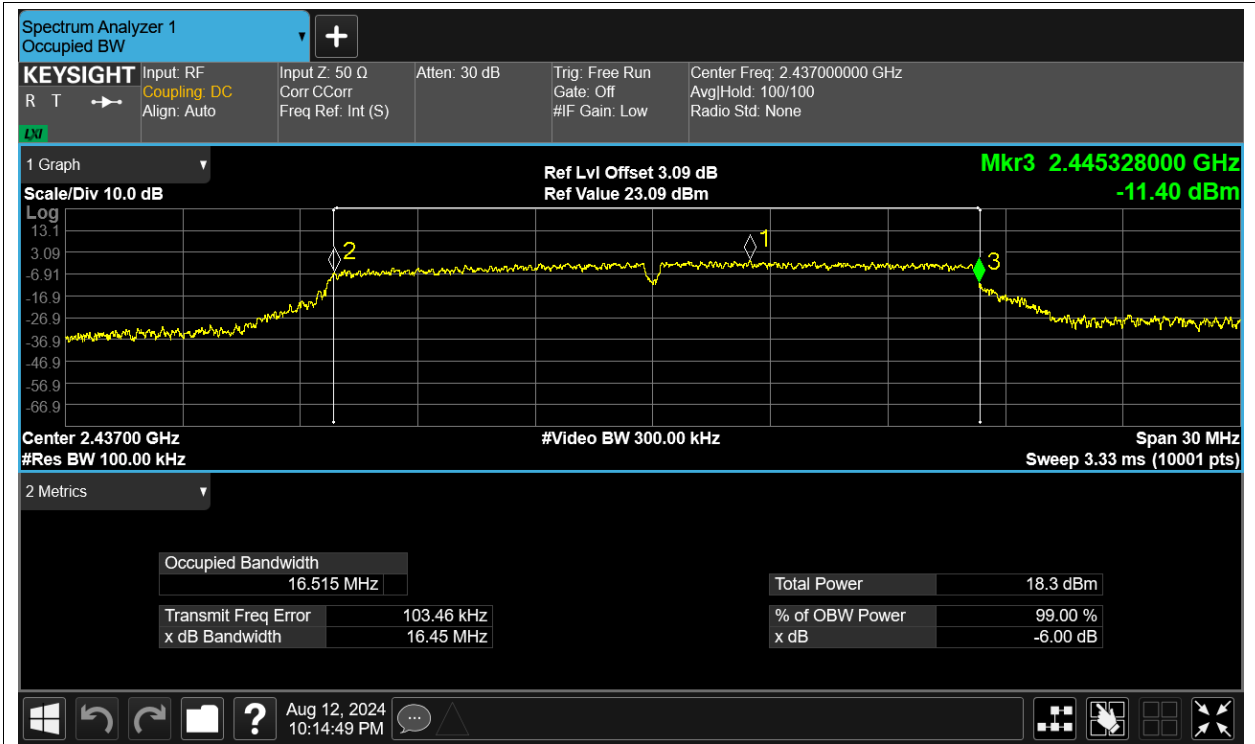 Spectrum Analyzer 1
Occupied BW
KEYSIGHT
R T
LXI
Input: RF
Coupling: DC
Align: Auto
Input Z: 50 Ω
Corr CCorr
Freq Ref: Int (S)
Atten: 30 dB
Trig: Free Run
Gate: Off
#IF Gain: Low
Center Freq: 2.437000000 GHz
Avg|Hold: 100/100
Radio Std: None
1 Graph
Scale/Div 10.0 dB
Ref Lvl Offset 3.09 dB
Ref Value 23.09 dBm
Mkr3 2.445328000 GHz
-11.40 dBm
Log
13.1
3.09
-6.91
-16.9
-26.9
-36.9
-46.9
-56.9
-66.9
2
1
3
Center 2.43700 GHz
#Res BW 100.00 kHz
#Video BW 300.00 kHz
Span 30 MHz
Sweep 3.33 ms (10001 pts)
2 Metrics
Occupied Bandwidth
16.515 MHz
Transmit Freq Error 103.46 kHz
x dB Bandwidth 16.45 MHz
Total Power 18.3 dBm
% of OBW Power 99.00 %
x dB -6.00 dB
?
Aug 12, 2024
10:14:49 PM